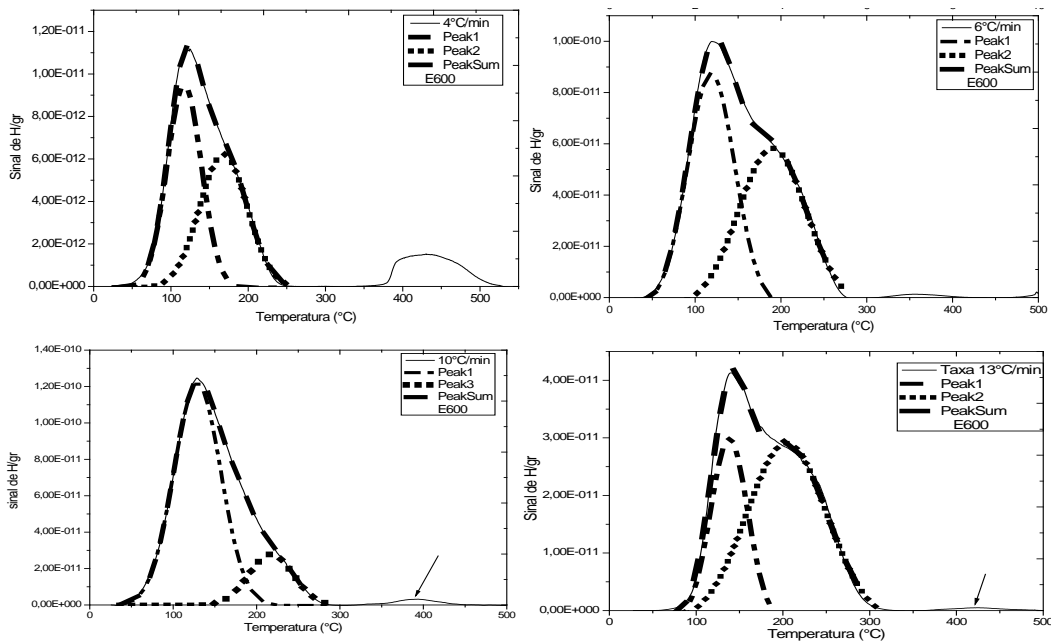 4°C/min
Peak1
Peak2
PeakSum
E600
1,20E-011
1,00E-011
8,00E-012
6,00E-012
4,00E-012
2,00E-012
0,00E+000
Sinal de H/gr
0 100 200 300 400 500
Temperatura (°C)
6°C/min
Peak1
Peak2
PeakSum
E600
1,00E-010
8,00E-011
6,00E-011
4,00E-011
2,00E-011
0,00E+000
Sinal de H/gr
0 100 200 300 400 500
Temperatura (°C)
10°C/min
Peak1
Peak3
PeakSum
E600
1,40E-010
1,20E-010
1,00E-010
8,00E-011
6,00E-011
4,00E-011
2,00E-011
0,00E+000
sinal de H/gr
0 100 200 300 400 500
Temperatura (°C)
Taxa 13°C/min
Peak1
Peak2
PeakSum
E600
4,00E-011
3,00E-011
2,00E-011
1,00E-011
0,00E+000
Sinal de H/gr
0 100 200 300 400 500
Temperatura (°C)